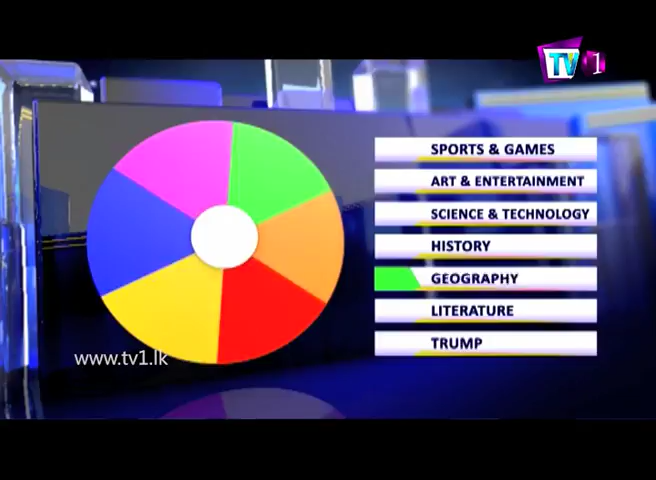 TV1
SPORTS & GAMES
ART & ENTERTAINMENT
SCIENCE & TECHNOLOGY
HISTORY
GEOGRAPHY
LITERATURE
TRUMP
www.tv1.lk